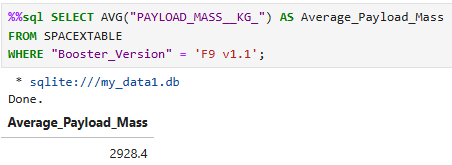 %%sql SELECT AVG("PAYLOAD_MASS__KG_") AS Average_Payload_Mass
FROM SPACEXTABLE
WHERE "Booster_Version" = 'F9 v1.1';
* sqlite:///my_data1.db
Done.
Average_Payload_Mass
2928.4